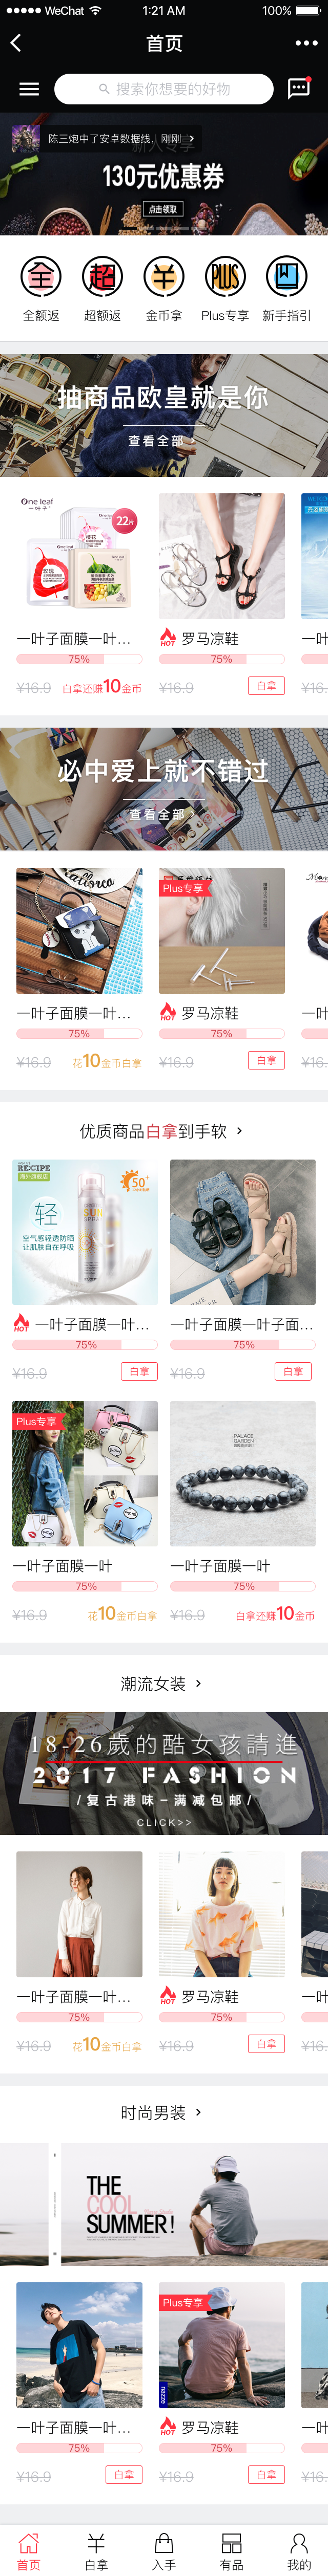 WeChat
1:21 AM
100%
首页
搜索你想要的好物
陈三炮中了安卓数据线，刚刚
新人专享
130元优惠券
点击领取
全
超
PLUS
全额返
超额返
金币拿
Plus专享
新手指引
抽商品欧皇就是你
查看全部
One leaf
一叶子
One leaf
22片
一叶子面膜一叶...
75%
¥16.9
白拿还赚10金币
HOT 罗马凉鞋
75%
¥16.9
白拿
一叶
¥16.
必中爱上就不错过
查看全部
Mallorca
一叶子面膜一叶...
75%
¥16.9
花10金币白拿
Plus专享
HOT 罗马凉鞋
75%
¥16.9
白拿
一叶
¥16.
优质商品白拿到手软
RE:CIPE
海外旗舰店
50+
轻
空气感轻透防晒
让肌肤自在呼吸
HOT 一叶子面膜一叶...
75%
¥16.9
白拿
一叶子面膜一叶子面...
75%
¥16.9
白拿
Plus专享
一叶子面膜一叶
75%
¥16.9
花10金币白拿
PALACE
GARDEN
一叶子面膜一叶
75%
¥16.9
白拿还赚10金币
潮流女装
18-26歲的酷女孩請進
2017 FASHION
/复古港味-满减包邮/
CLICK>>
一叶子面膜一叶...
75%
¥16.9
花10金币白拿
HOT 罗马凉鞋
75%
¥16.9
白拿
一叶
¥16.
时尚男装
THE
COOL
SUMMER!
一叶子面膜一叶...
75%
¥16.9
白拿
Plus专享
nazze
HOT 罗马凉鞋
75%
¥16.9
白拿
一叶
¥16.
首页
白拿
入手
有品
我的